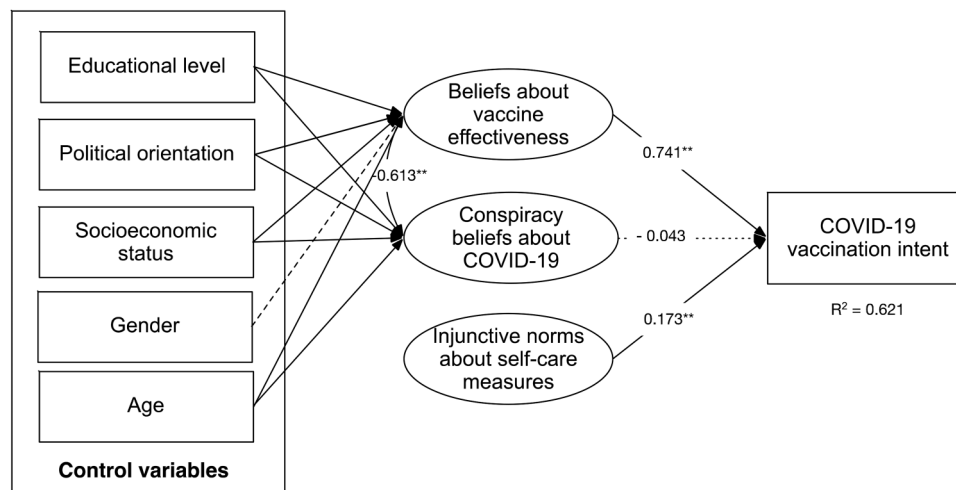 Educational level
Political orientation
Socioeconomic
status
Gender
Age
Control variables
Beliefs about
vaccine
effectiveness
-0.613**
Conspiracy
beliefs about
COVID-19
Injunctive norms
about self-care
measures
0.741**
- 0.043
0.173**
COVID-19
vaccination intent
R² = 0.621